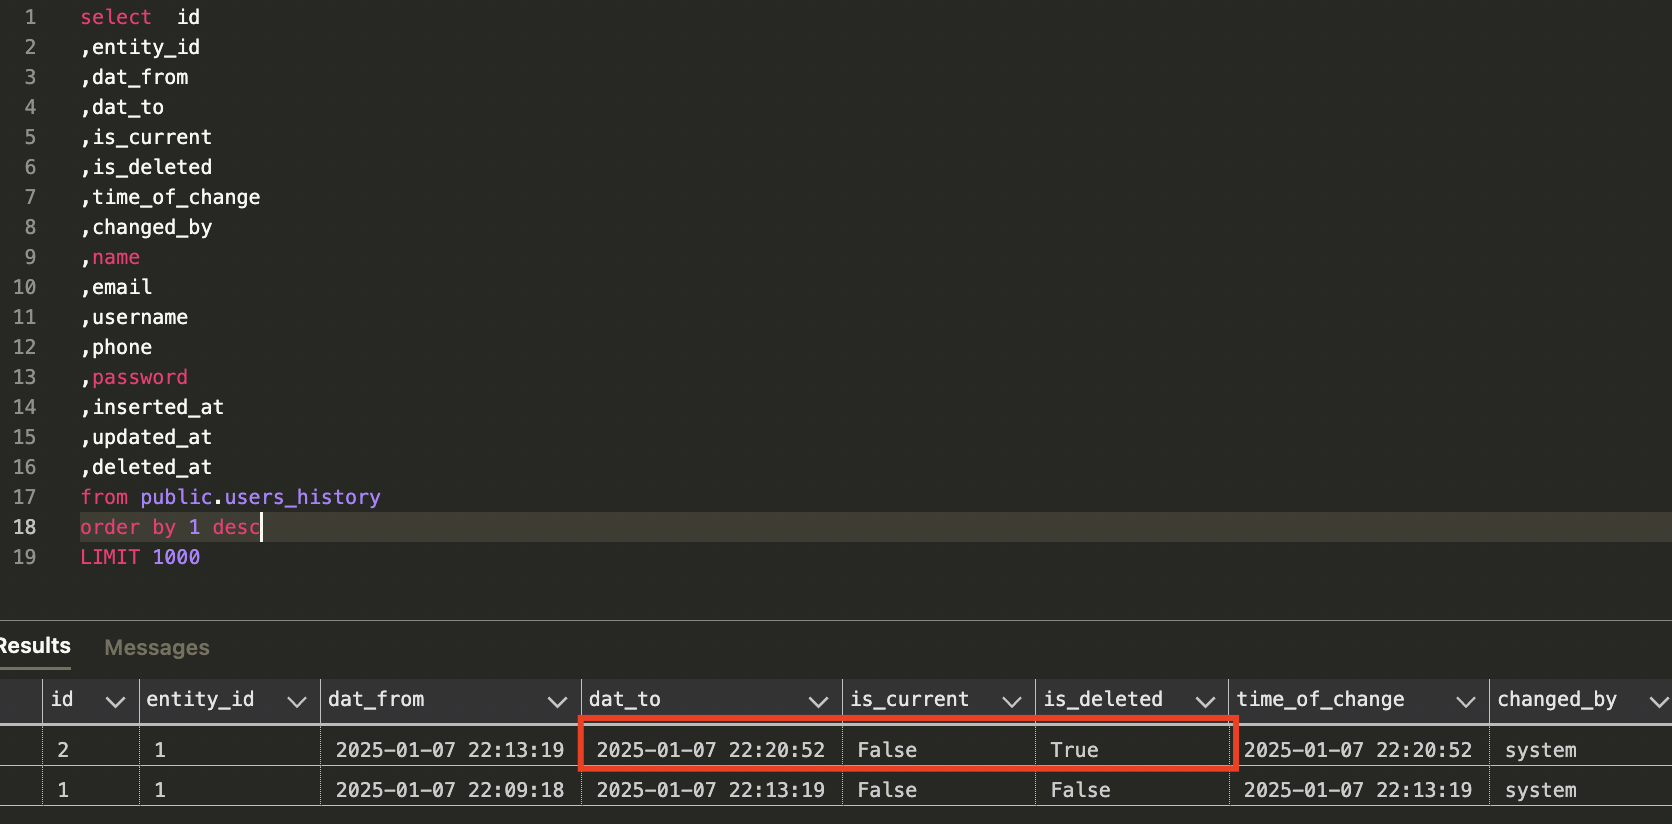 1 select  id
2 ,entity_id
3 ,dat_from
4 ,dat_to
5 ,is_current
6 ,is_deleted
7 ,time_of_change
8 ,changed_by
9 ,name
10 ,email
11 ,username
12 ,phone
13 ,password
14 ,inserted_at
15 ,updated_at
16 ,deleted_at
17 from public.users_history
18 order by 1 desc
19 LIMIT 1000
Results Messages
id entity_id dat_from dat_to is_current is_deleted time_of_change changed_by
2 1 2025-01-07 22:13:19 2025-01-07 22:20:52 False True 2025-01-07 22:20:52 system
1 1 2025-01-07 22:09:18 2025-01-07 22:13:19 False False 2025-01-07 22:13:19 system